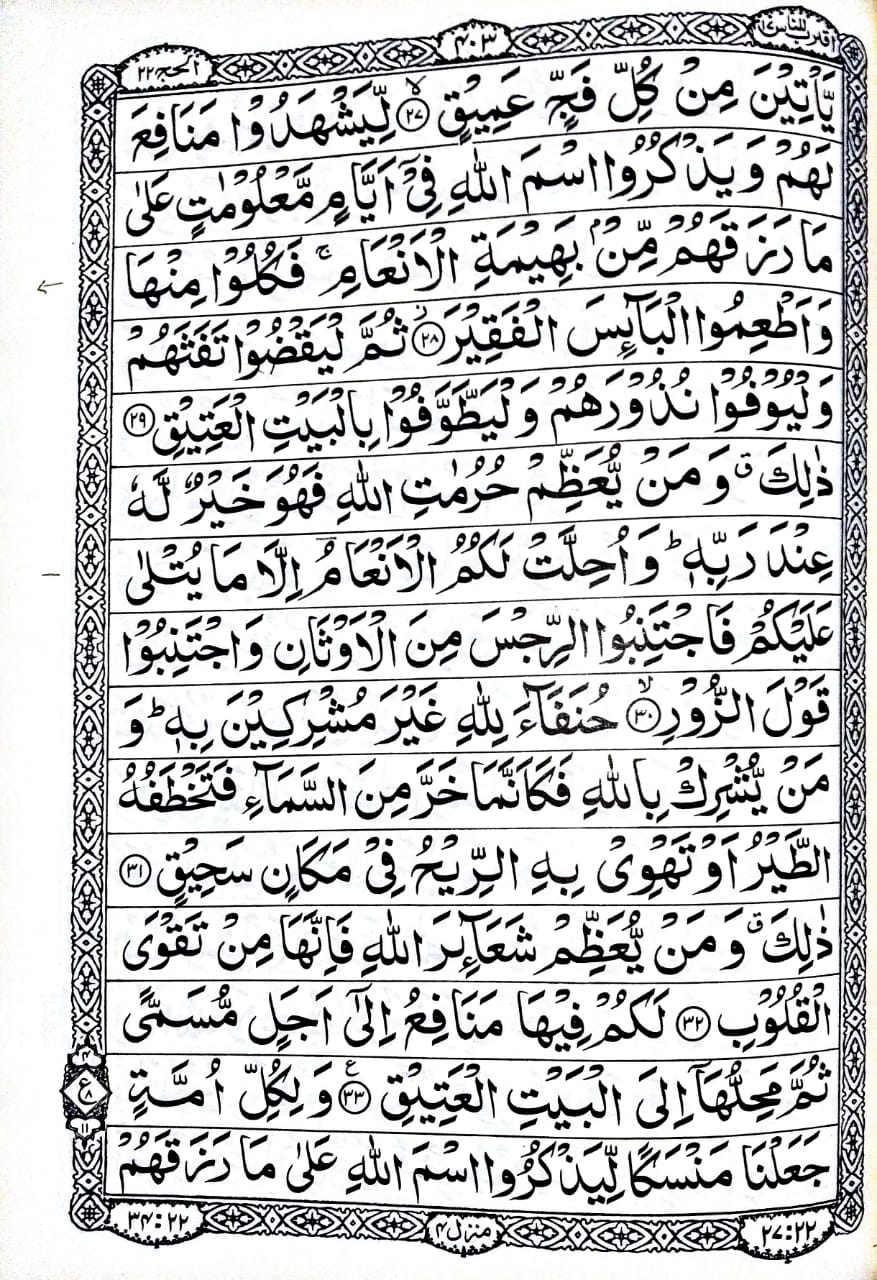 اقترب للناس ١٧
٤٠٣
الحج ٢٢
يَّاْتِيْنَ مِنْ كُلِّ فَجٍّ عَمِيْقٍ ﴿٢٧﴾ۙ لِّيَشْهَدُوْا مَنَافِعَ
لَهُمْ وَيَذْكُرُوا اسْمَ اللّٰهِ فِيْۤ اَيَّامٍ مَّعْلُوْمٰتٍ عَلٰى
مَا رَزَقَهُمْ مِّنْۢ بَهِيْمَةِ الْاَنْعَامِ ۚ فَكُلُوْا مِنْهَا
وَاَطْعِمُوا الْبَآئِسَ الْفَقِيْرَ ﴿٢٨﴾ؗ ثُمَّ لْيَقْضُوْا تَفَثَهُمْ
وَلْيُوْفُوْا نُذُوْرَهُمْ وَلْيَطَّوَّفُوْا بِالْبَيْتِ الْعَتِيْقِ ﴿٢٩﴾
ذٰلِكَ ۗ وَمَنْ يُّعَظِّمْ حُرُمٰتِ اللّٰهِ فَهُوَ خَيْرٌ لَّهٗ
عِنْدَ رَبِّهٖ ؕ وَاُحِلَّتْ لَكُمُ الْاَنْعَامُ اِلَّا مَا يُتْلٰى
عَلَيْكُمْ فَاجْتَنِبُوا الرِّجْسَ مِنَ الْاَوْثَانِ وَاجْتَنِبُوْا
قَوْلَ الزُّوْرِ ﴿٣٠﴾ۙ حُنَفَآءَ لِلّٰهِ غَيْرَ مُشْرِكِيْنَ بِهٖ ؕ وَ
مَنْ يُّشْرِكْ بِاللّٰهِ فَكَاَنَّمَا خَرَّ مِنَ السَّمَآءِ فَتَخْطَفُهُ
الطَّيْرُ اَوْ تَهْوِيْ بِهِ الرِّيْحُ فِيْ مَكَانٍ سَحِيْقٍ ﴿٣١﴾
ذٰلِكَ ۗ وَمَنْ يُّعَظِّمْ شَعَآئِرَ اللّٰهِ فَاِنَّهَا مِنْ تَقْوَى
الْقُلُوْبِ ﴿٣٢﴾ لَكُمْ فِيْهَا مَنَافِعُ اِلٰۤى اَجَلٍ مُّسَمًّى
ثُمَّ مَحِلُّهَاۤ اِلَى الْبَيْتِ الْعَتِيْقِ ﴿٣٣﴾ع وَلِكُلِّ اُمَّةٍ
جَعَلْنَا مَنْسَكًا لِّيَذْكُرُوا اسْمَ اللّٰهِ عَلٰى مَا رَزَقَهُمْ
٤
ع
٨
١١
٢٧:٢٢
منزل ٤
٣٤:٢٢